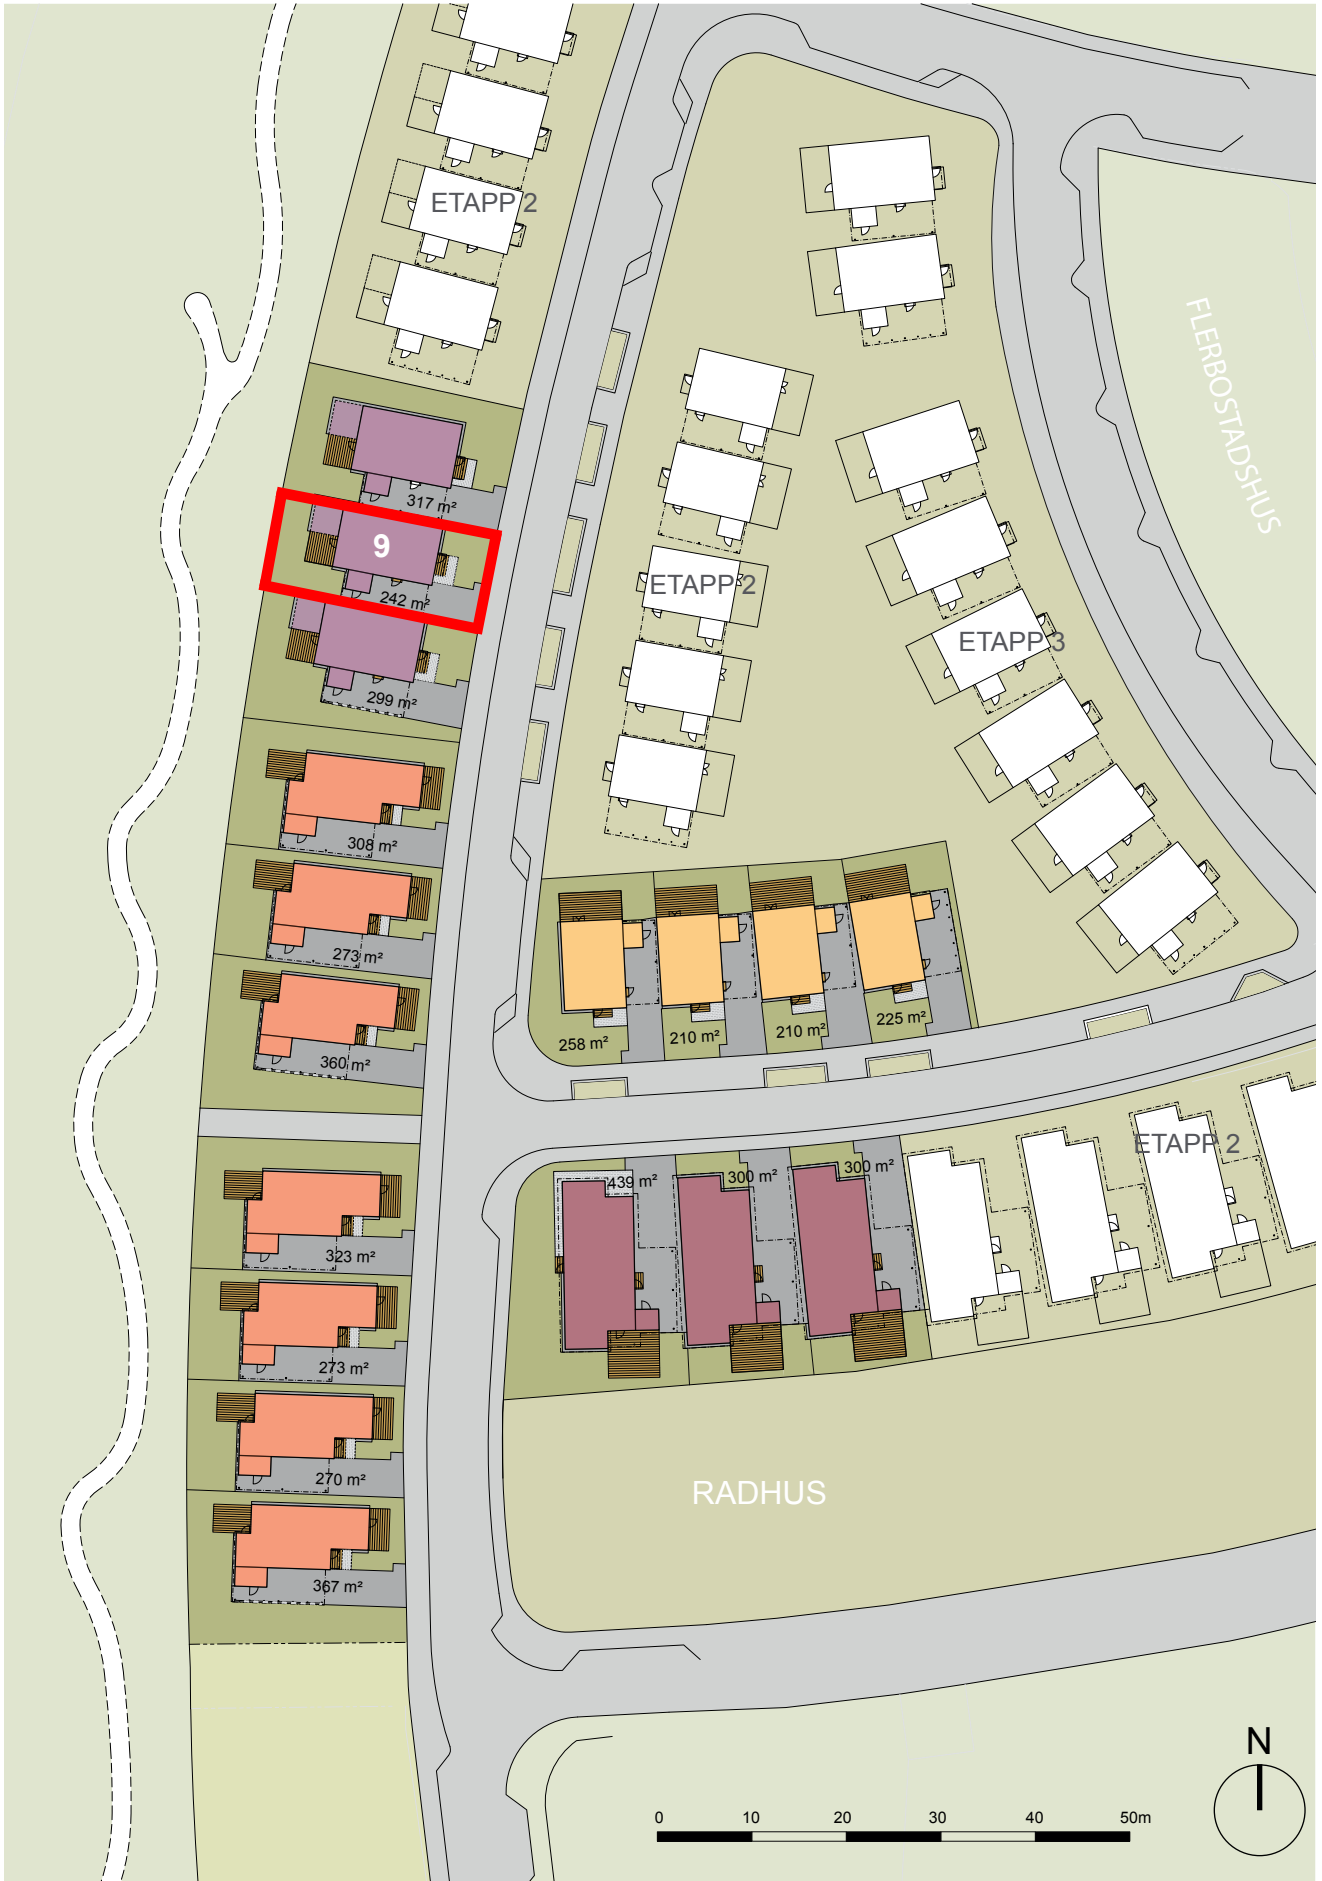 ETAPP 2
FLERBOSTADSHUS
317 m²
9
242 m²
299 m²
ETAPP 2
ETAPP 3
308 m²
273 m²
360 m²
258 m²
210 m²
210 m²
225 m²
ETAPP 2
439 m²
300 m²
300 m²
323 m²
273 m²
270 m²
367 m²
RADHUS
N
0 10 20 30 40 50m